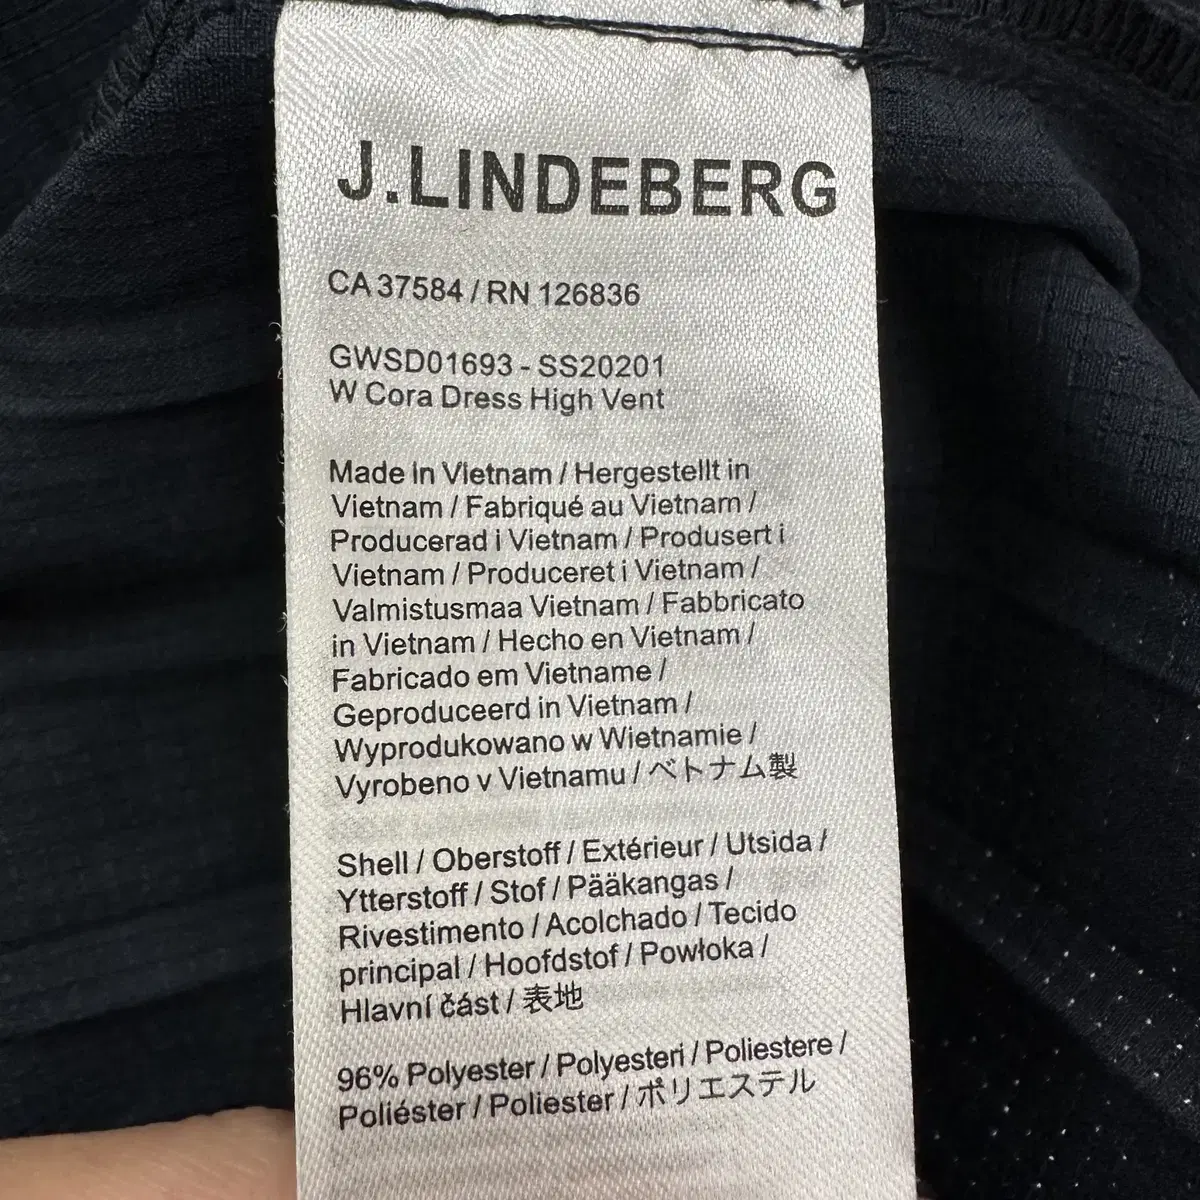 J.LINDEBERG
CA 37584 / RN 126836
GWSD01693 - SS20201
W Cora Dress High Vent
Made in Vietnam / Hergestellt in
Vietnam / Fabriqué au Vietnam /
Producerad i Vietnam / Produsert i
Vietnam / Produceret i Vietnam /
Valmistusmaa Vietnam / Fabbricato
in Vietnam / Hecho en Vietnam /
Fabricado em Vietname /
Geproduceerd in Vietnam /
Wyprodukowano w Wietnamie /
Vyrobeno v Vietnamu / ベトナム製
Shell / Oberstoff / Extérieur / Utsida /
Ytterstoff / Stof / Pääkangas /
Rivestimento / Acolchado / Tecido
principal / Hoofdstof / Powłoka /
Hlavní část / 表地
96% Polyester / Polyesteri / Poliestere /
Poliéster / Poliester / ポリエステル